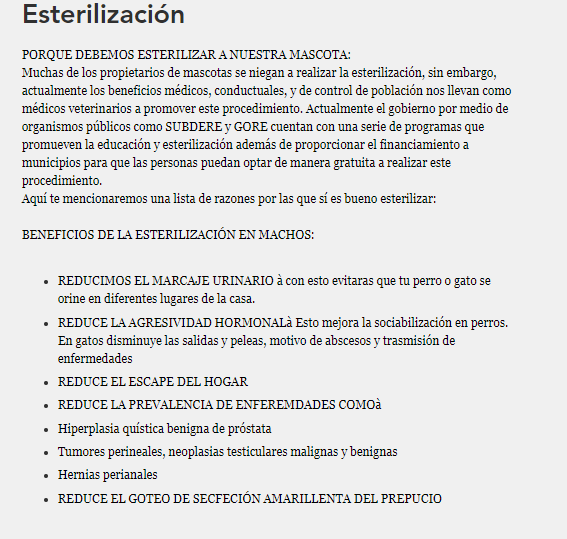 Esterilización
PORQUE DEBEMOS ESTERILIZAR A NUESTRA MASCOTA:
Muchas de los propietarios de mascotas se niegan a realizar la esterilización, sin embargo,
actualmente los beneficios médicos, conductuales, y de control de población nos llevan como
médicos veterinarios a promover este procedimiento. Actualmente el gobierno por medio de
organismos públicos como SUBDERE y GORE cuentan con una serie de programas que
promueven la educación y esterilización además de proporcionar el financiamiento a
municipios para que las personas puedan optar de manera gratuita a realizar este
procedimiento.
Aquí te mencionaremos una lista de razones por las que sí es bueno esterilizar:
BENEFICIOS DE LA ESTERILIZACIÓN EN MACHOS:
• REDUCIMOS EL MARCAJE URINARIO à con esto evitaras que tu perro o gato se
orine en diferentes lugares de la casa.
• REDUCE LA AGRESIVIDAD HORMONALà Esto mejora la sociabilización en perros.
En gatos disminuye las salidas y peleas, motivo de abscesos y trasmisión de
enfermedades
• REDUCE EL ESCAPE DEL HOGAR
• REDUCE LA PREVALENCIA DE ENFEREMDADES COMOà
• Hiperplasia quística benigna de próstata
• Tumores perineales, neoplasias testiculares malignas y benignas
• Hernias perianales
• REDUCE EL GOTEO DE SECFECIÓN AMARILLENTA DEL PREPUCIO